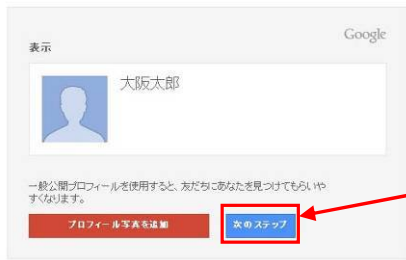 Google
表示
大阪太郎
一般公開プロフィールを使用すると、友だちにあなたを見つけてもらいや
すくなります。
プロフィール写真を追加
次のステップ